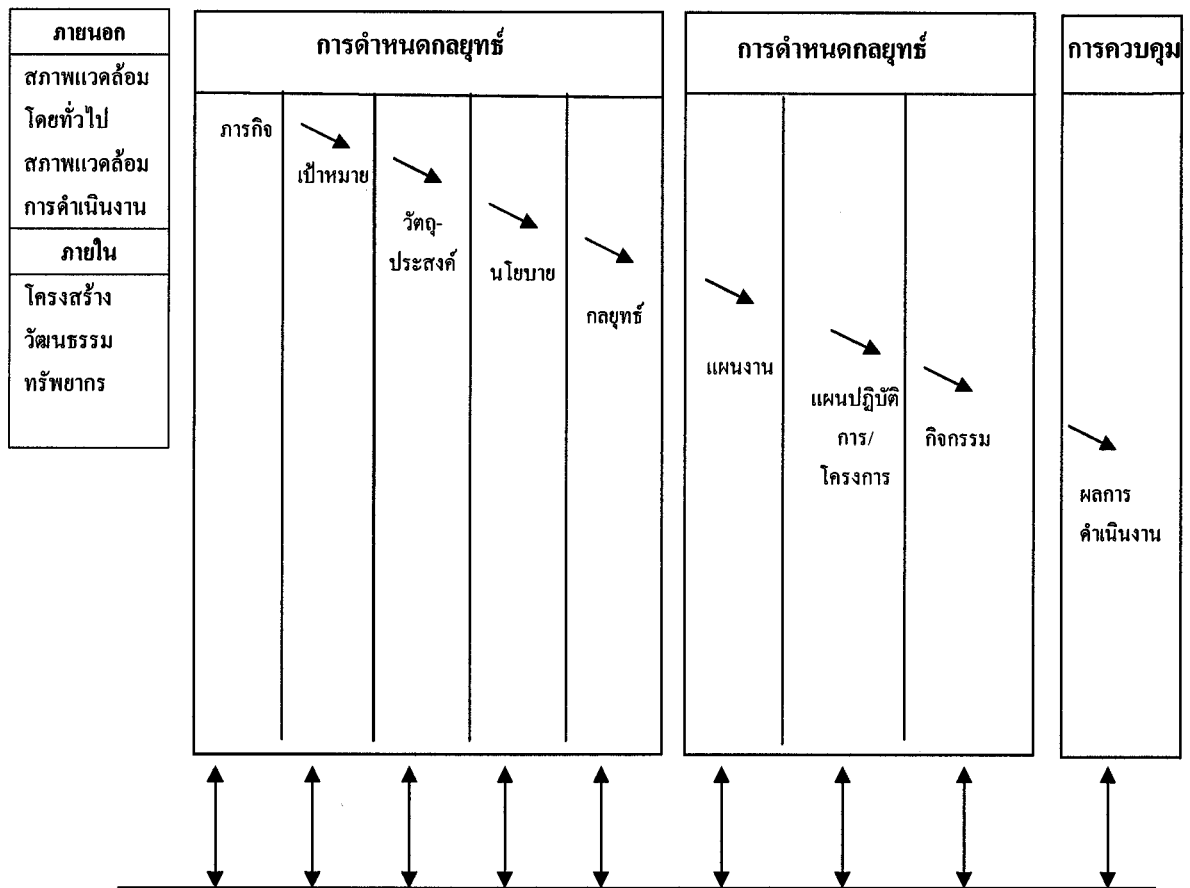 ภายนอก
สภาพแวดล้อม
โดยทั่วไป
สภาพแวดล้อม
การดำเนินงาน
ภายใน
โครงสร้าง
วัฒนธรรม
ทรัพยากร
การดำหนดกลยุทธ์
ภารกิจ
เป้าหมาย
วัตถุ-
ประสงค์
นโยบาย
กลยุทธ์
การดำหนดกลยุทธ์
แผนงาน
แผนปฏิบัติ
การ/
โครงการ
กิจกรรม
การควบคุม
ผลการ
ดำเนินงาน